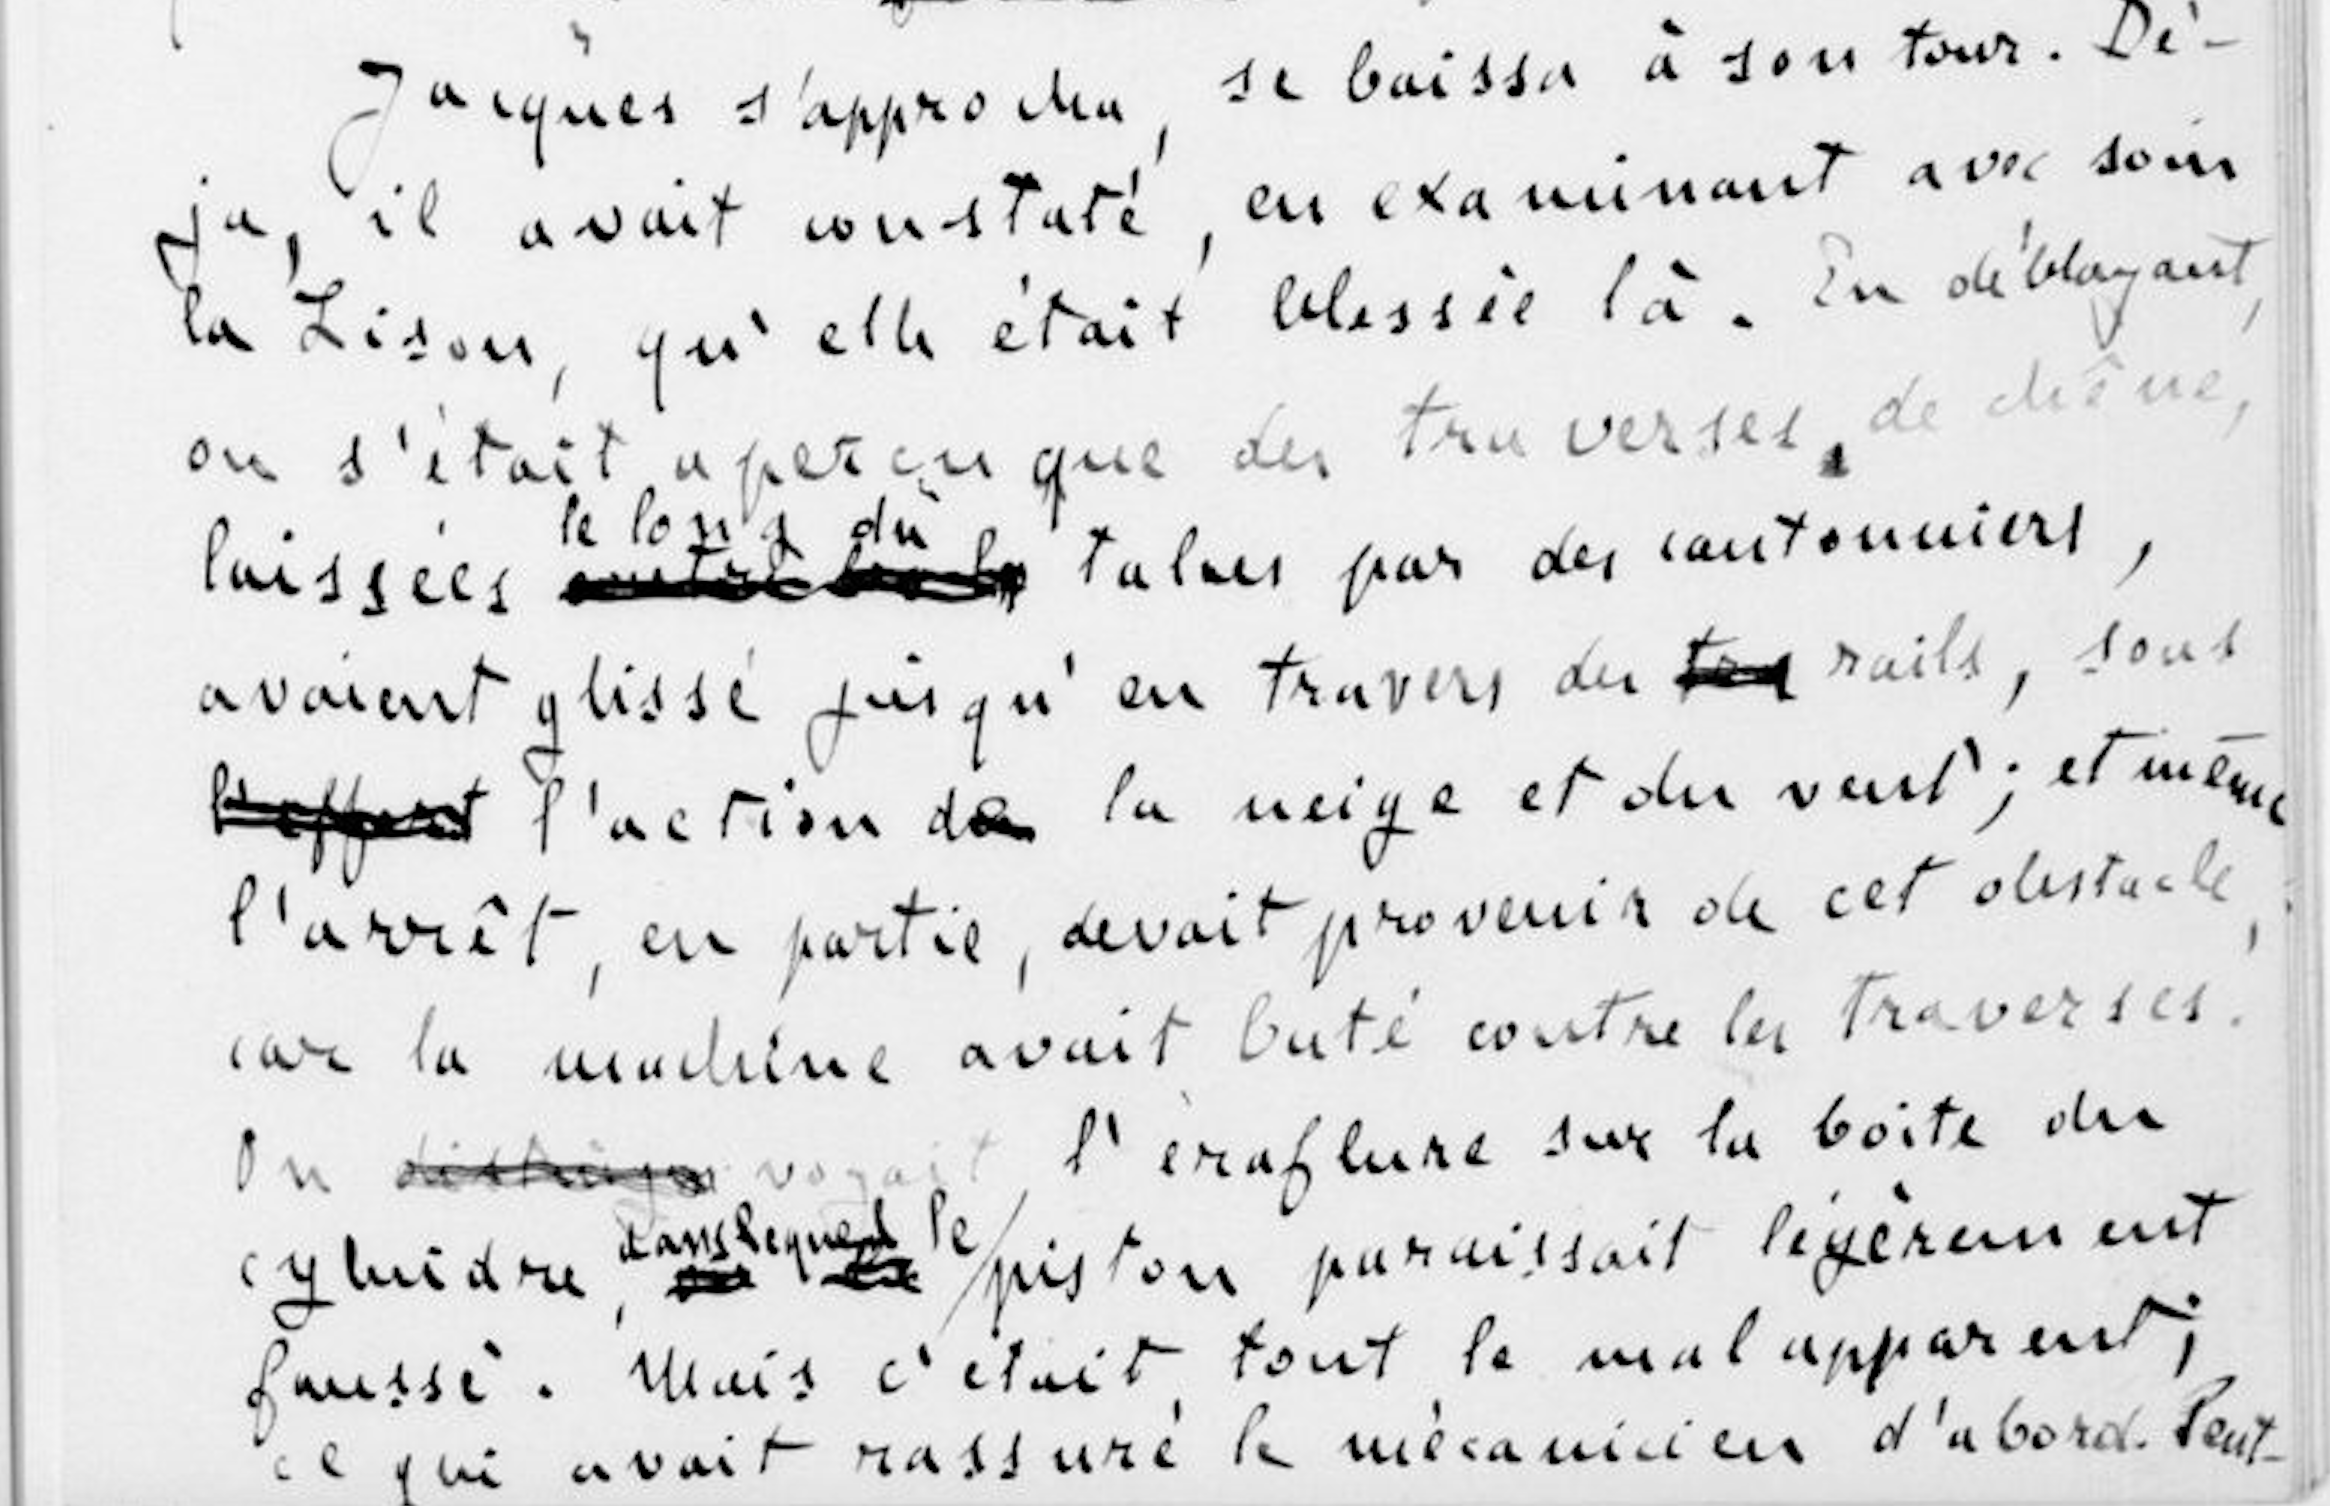 Jacques s'approcha, se baissa à son tour. Dé-
jà, il avait constaté, en examinant avec soin
la Lison, qu'elle était blessée là. En déblayant,
on s'était aperçu que des traverses de chêne,
le long du
laissées talus par des cantonniers,
avaient glissé jusqu'en travers des rails, sous
l'effort l'action de la neige et du vent; et même
l'arrêt, en partie, devait provenir de cet obstacle,
car la machine avait buté contre les traverses.
On voyait l'éraflure sur la boîte du
dans lequel le
cylindre, piston paraissait légèrement
faussé. Mais c'était tout le mal apparent;
ce qui avait rassuré le mécanicien d'abord. Peut-